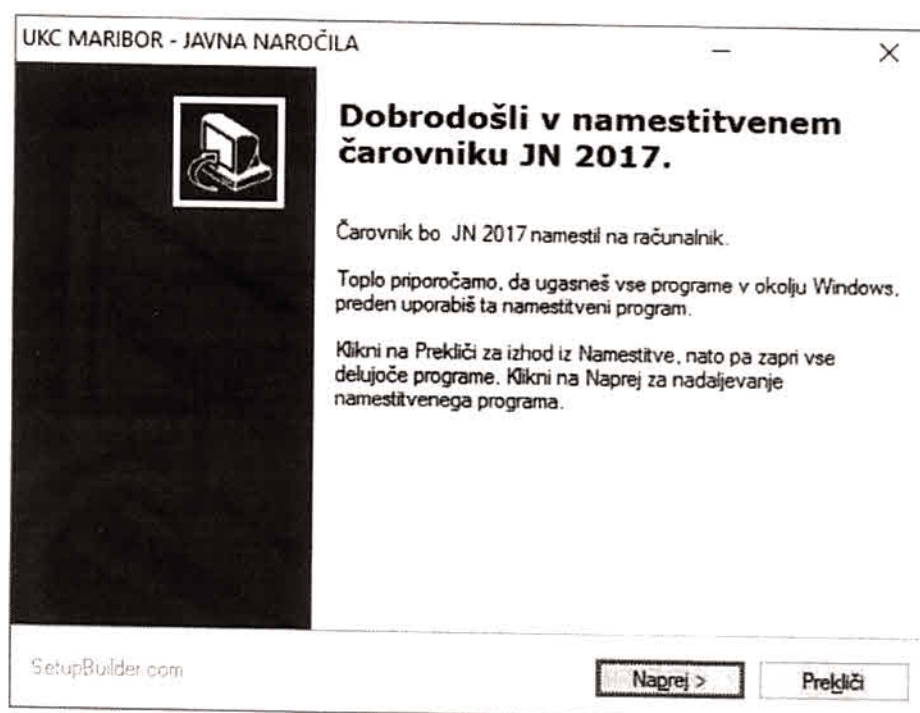 UKC MARIBOR - JAVNA NAROČILA
Dobrodošli v namestitvenem
čarovniku JN 2017.
Čarovnik bo JN 2017 namestil na računalnik.
Toplo priporočamo, da ugasneš vse programe v okolju Windows,
preden uporabiš ta namestitveni program.
Klikni na Prekliči za izhod iz Namestitve, nato pa zapri vse
delujoče programe. Klikni na Naprej za nadaljevanje
namestitvenega programa.
SetupBuilder.com
Naprej >
Prekliči